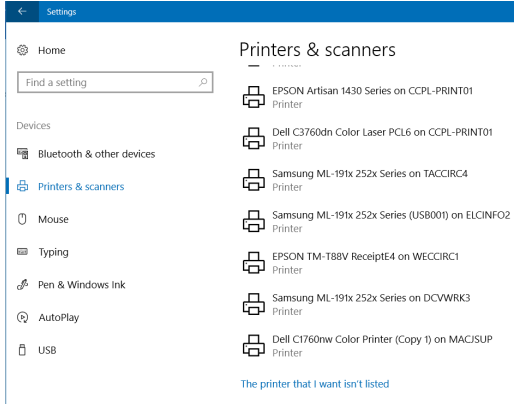 Settings
Home
Find a setting
Devices
Bluetooth & other devices
Printers & scanners
Mouse
Typing
Pen & Windows Ink
AutoPlay
USB
Printers & scanners
EPSON Artisan 1430 Series on CCPL-PRINT01
Printer
Dell C3760dn Color Laser PCL6 on CCPL-PRINT01
Printer
Samsung ML-191x 252x Series on TACCIRC4
Printer
Samsung ML-191x 252x Series (USB001) on ELCINFO2
Printer
EPSON TM-T88V ReceiptE4 on WECCIRC1
Printer
Samsung ML-191x 252x Series on DCVWRK3
Printer
Dell C1760nw Color Printer (Copy 1) on MACJSUP
Printer
The printer that I want isn't listed